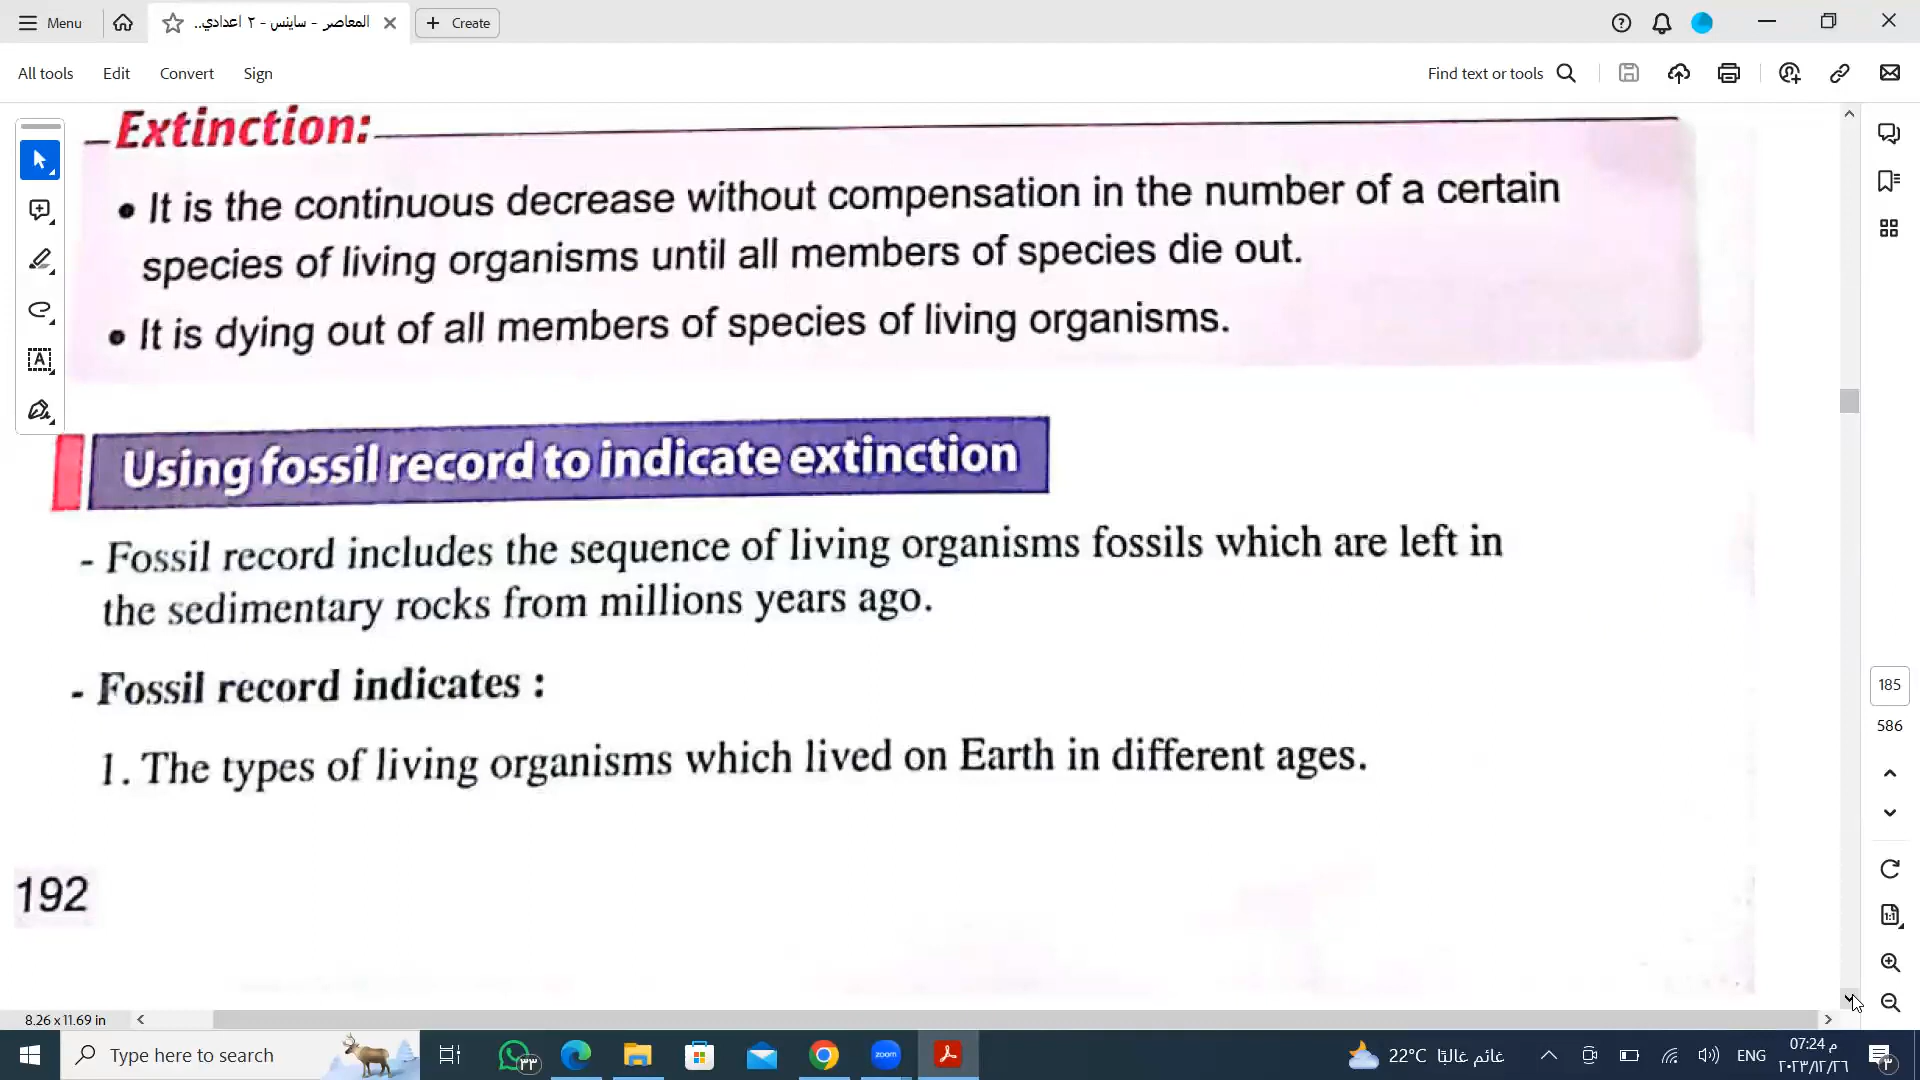 Menu
المعاصر - ساينس - ٢ اعدادي..
Create
All tools
Edit
Convert
Sign
Find text or tools
Extinction:
• It is the continuous decrease without compensation in the number of a certain
species of living organisms until all members of species die out.
• It is dying out of all members of species of living organisms.
Using fossil record to indicate extinction
- Fossil record includes the sequence of living organisms fossils which are left in
the sedimentary rocks from millions years ago.
- Fossil record indicates :
1. The types of living organisms which lived on Earth in different ages.
192
185
586
8.26 x 11.69 in
Type here to search
٣٣
zoom
22°C غائم غالبًا
ENG
07:24 م
٢٠٢٣/١٢/٢٦
٣